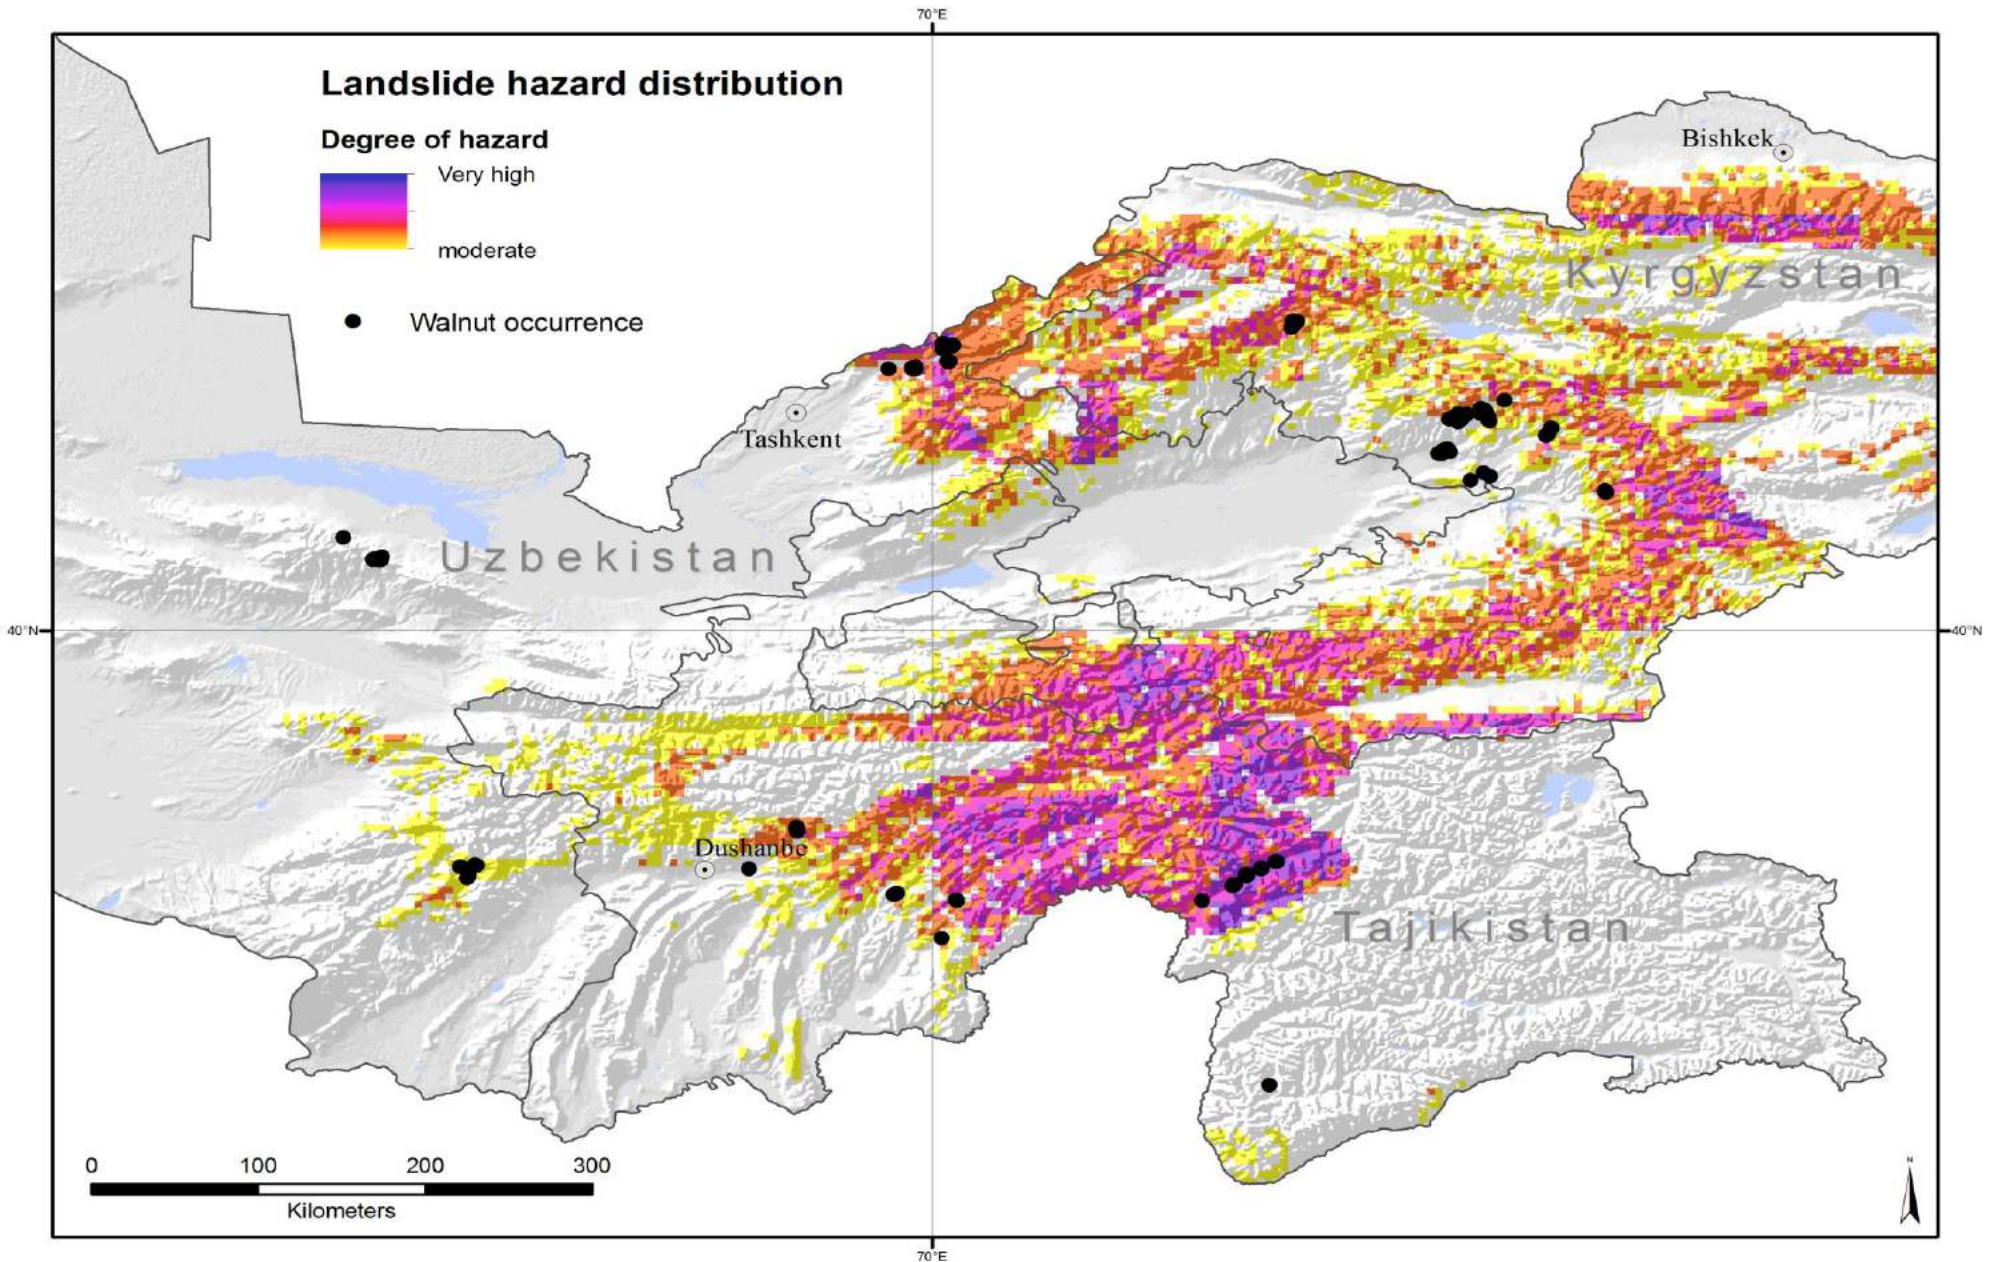 70°E
Landslide hazard distribution
Degree of hazard
Very high
moderate
Walnut occurrence
Bishkek
Kyrgyzstan
Tashkent
Uzbekistan
40°N
40°N
Dushanbe
Tajikistan
0 100 200 300
Kilometers
N
70°E